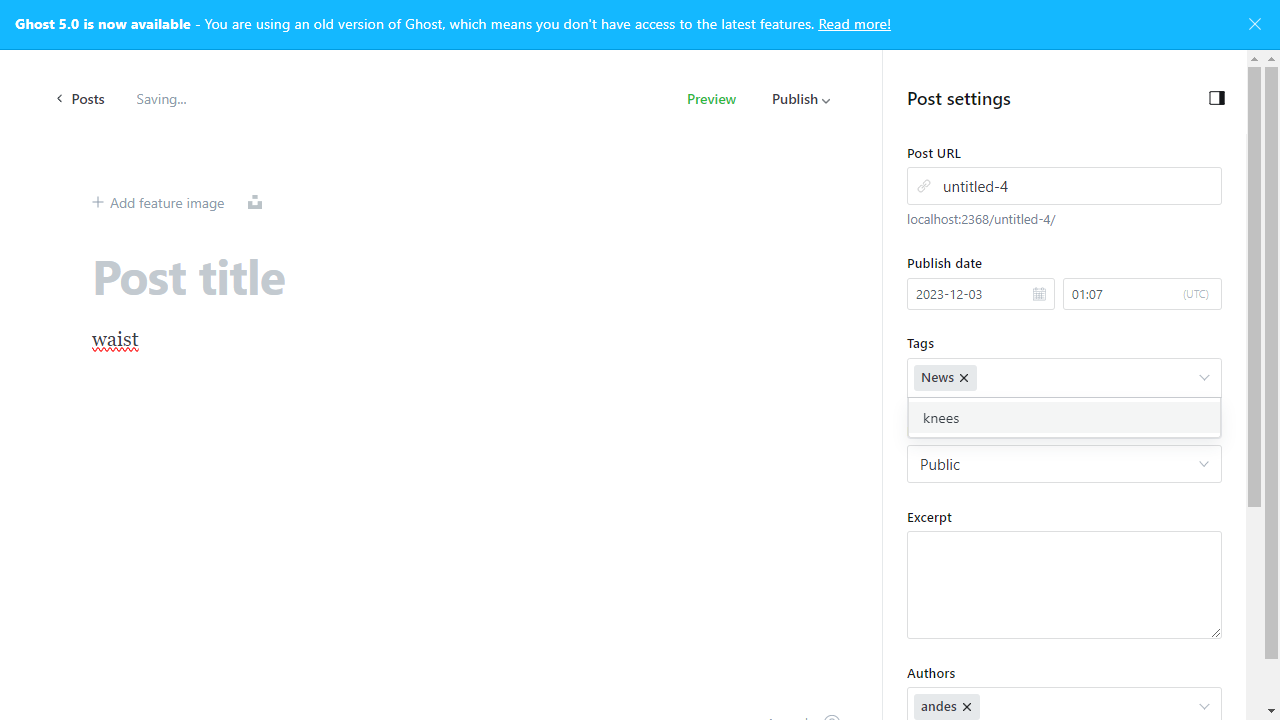 Ghost 5.0 is now available - You are using an old version of Ghost, which means you don't have access to the latest features. Read more!
Posts
Saving...
Preview
Publish
Add feature image
Post title
waist
Post settings
Post URL
untitled-4
localhost:2368/untitled-4/
Publish date
2023-12-03
01:07
(UTC)
Tags
News
knees
Public
Excerpt
Authors
andes